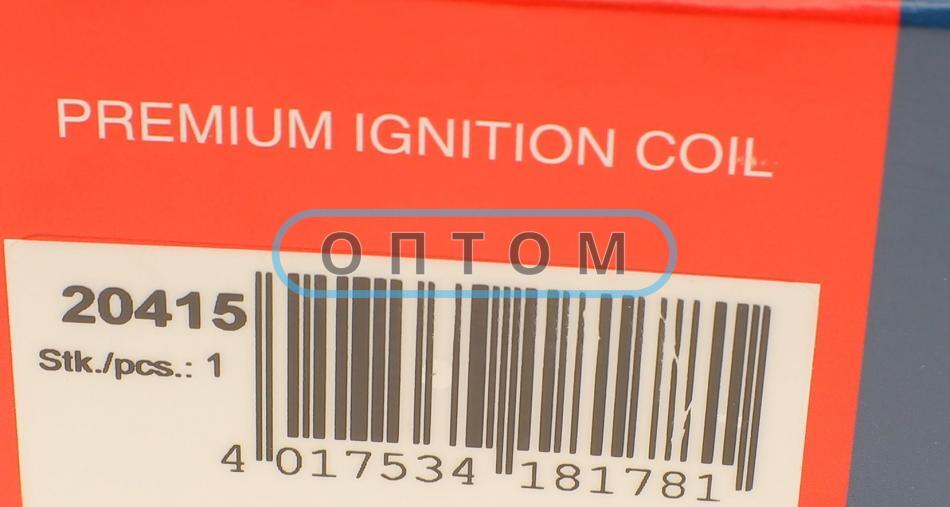 PREMIUM IGNITION COIL
ОПТОМ
20415
Stk./pcs.: 1
4 017534 181781